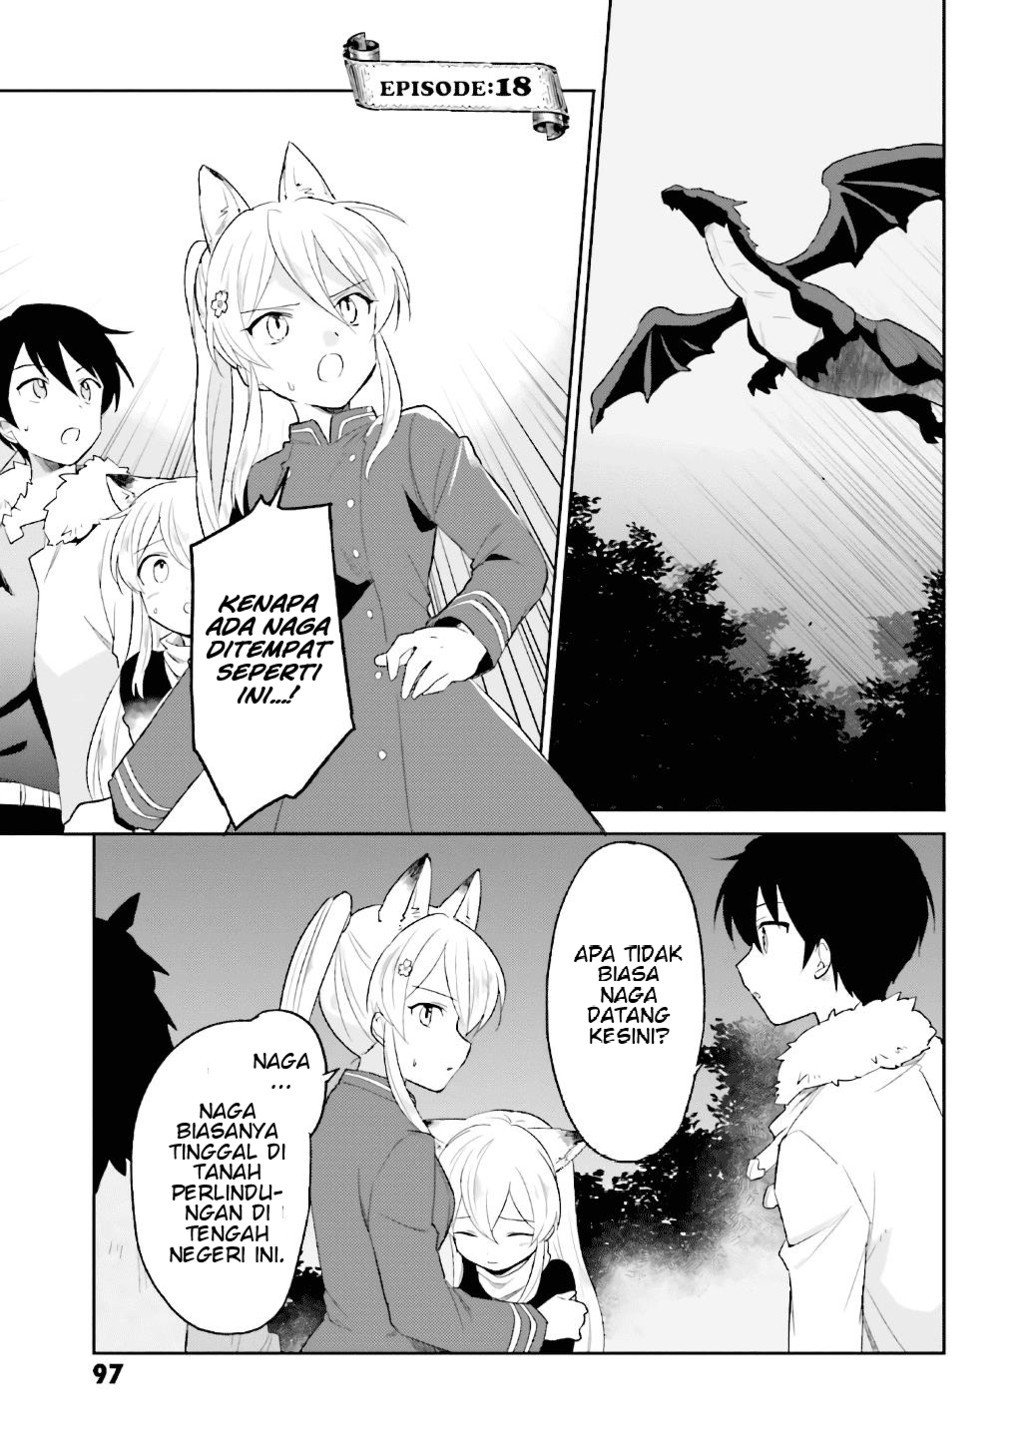 EPISODE:18
KENAPA
ADA NAGA
DITEMPAT
SEPERTI
INI...!
APA TIDAK
BIASA
NAGA
DATANG
KESINI?
NAGA
...
NAGA
BIASANYA
TINGGAL DI
TANAH
PERLINDU-
NGAN DI
TENGAH
NEGERI INI.
97